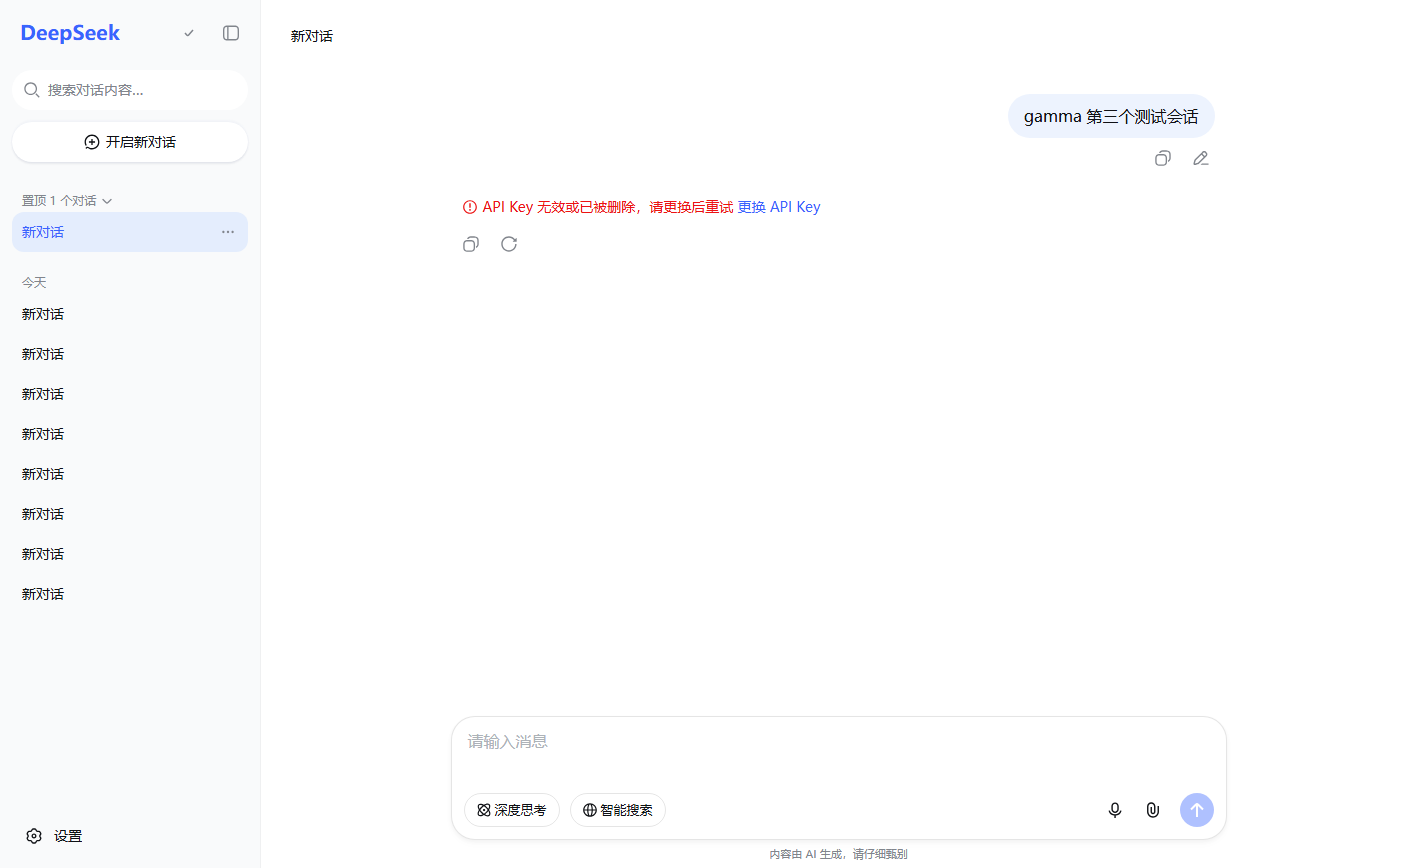 DeepSeek
搜索对话内容...
开启新对话
置顶 1 个对话
新对话
今天
新对话
新对话
新对话
新对话
新对话
新对话
新对话
新对话
设置
新对话
gamma 第三个测试会话
API Key 无效或已被删除，请更换后重试 更换 API Key
请输入消息
深度思考 智能搜索
内容由 AI 生成，请仔细甄别